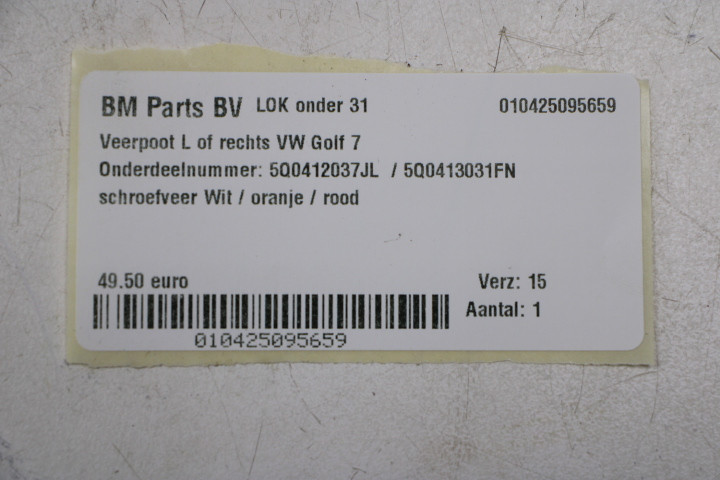 BM Parts BV LOK onder 31 010425095659
Veerpoot L of rechts VW Golf 7
Onderdeelnummer: 5Q0412037JL / 5Q0413031FN
schroefveer Wit / oranje / rood
49.50 euro Verz: 15
Aantal: 1
010425095659